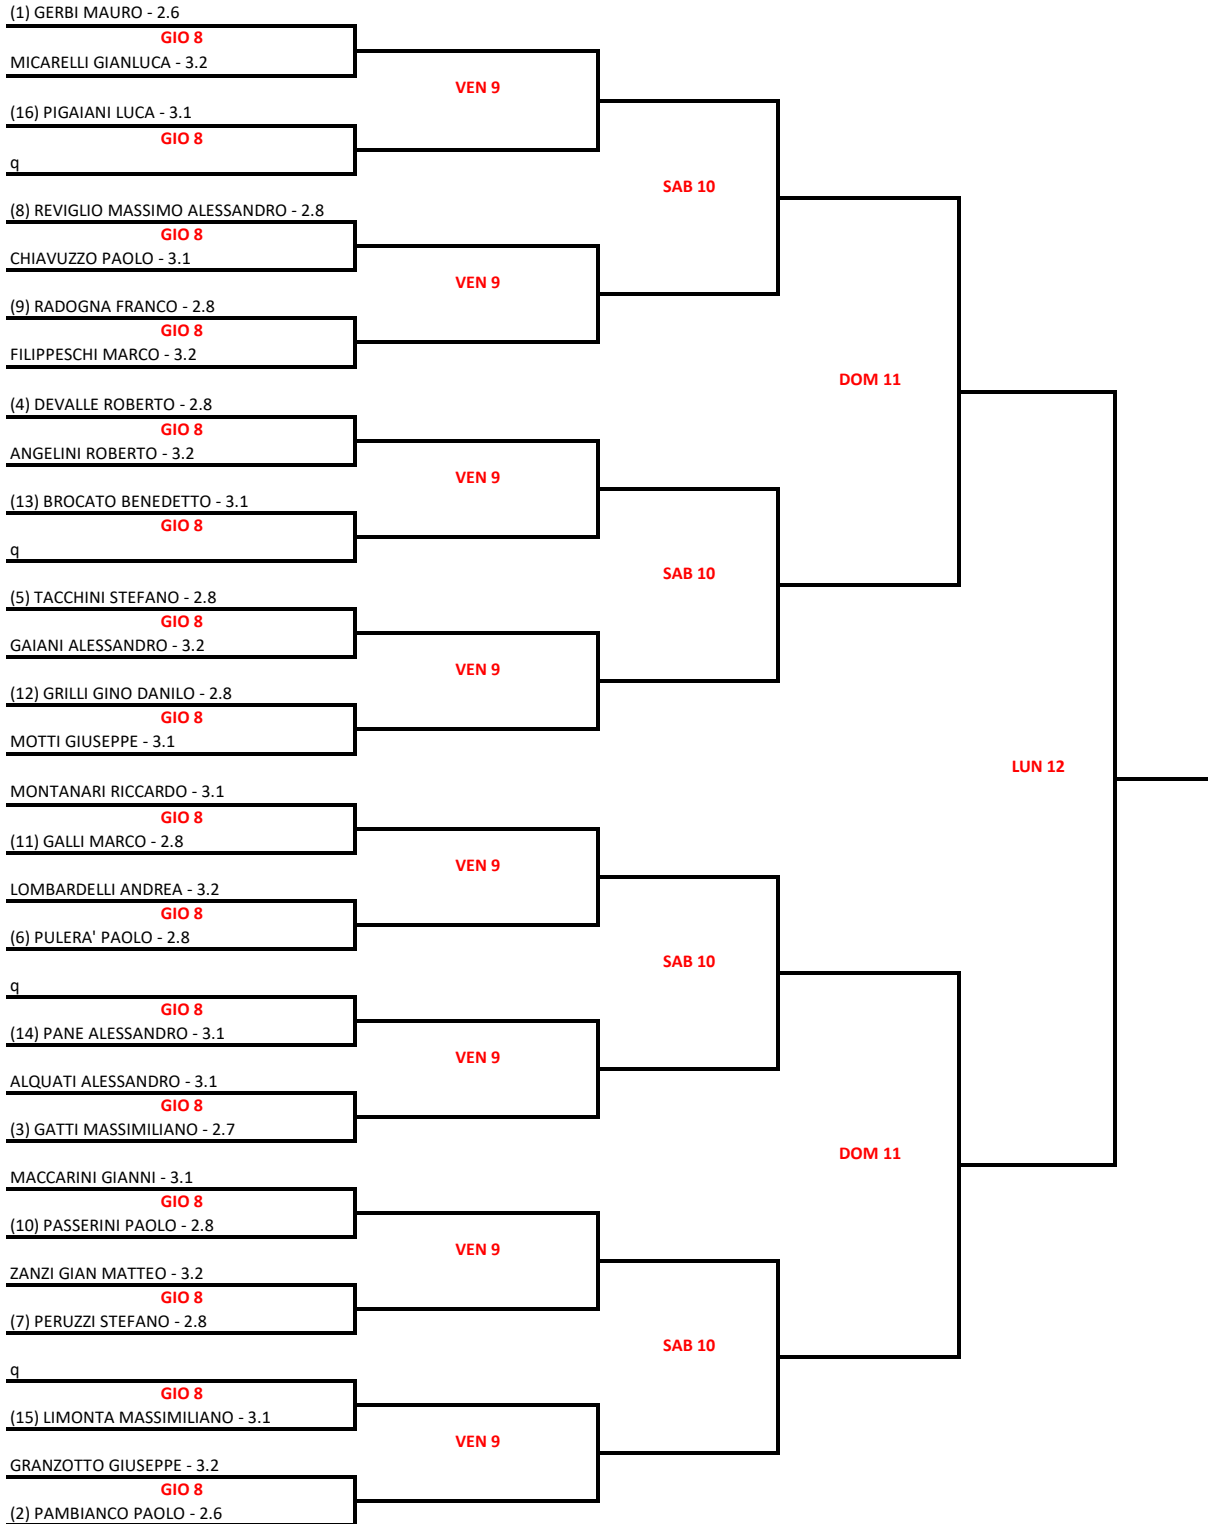 (1) GERBI MAURO - 2.6
GIO 8
MICARELLI GIANLUCA - 3.2
VEN 9
(16) PIGAIANI LUCA - 3.1
GIO 8
q
SAB 10
(8) REVIGLIO MASSIMO ALESSANDRO - 2.8
GIO 8
CHIAVUZZO PAOLO - 3.1
VEN 9
(9) RADOGNA FRANCO - 2.8
GIO 8
FILIPPESCHI MARCO - 3.2
DOM 11
(4) DEVALLE ROBERTO - 2.8
GIO 8
ANGELINI ROBERTO - 3.2
VEN 9
(13) BROCATO BENEDETTO - 3.1
GIO 8
q
SAB 10
(5) TACCHINI STEFANO - 2.8
GIO 8
GAIANI ALESSANDRO - 3.2
VEN 9
(12) GRILLI GINO DANILO - 2.8
GIO 8
MOTTI GIUSEPPE - 3.1
LUN 12
MONTANARI RICCARDO - 3.1
GIO 8
(11) GALLI MARCO - 2.8
VEN 9
LOMBARDELLI ANDREA - 3.2
GIO 8
(6) PULERA' PAOLO - 2.8
SAB 10
q
GIO 8
(14) PANE ALESSANDRO - 3.1
VEN 9
ALQUATI ALESSANDRO - 3.1
GIO 8
(3) GATTI MASSIMILIANO - 2.7
DOM 11
MACCARINI GIANNI - 3.1
GIO 8
(10) PASSERINI PAOLO - 2.8
VEN 9
ZANZI GIAN MATTEO - 3.2
GIO 8
(7) PERUZZI STEFANO - 2.8
SAB 10
q
GIO 8
(15) LIMONTA MASSIMILIANO - 3.1
VEN 9
GRANZOTTO GIUSEPPE - 3.2
GIO 8
(2) PAMBIANCO PAOLO - 2.6